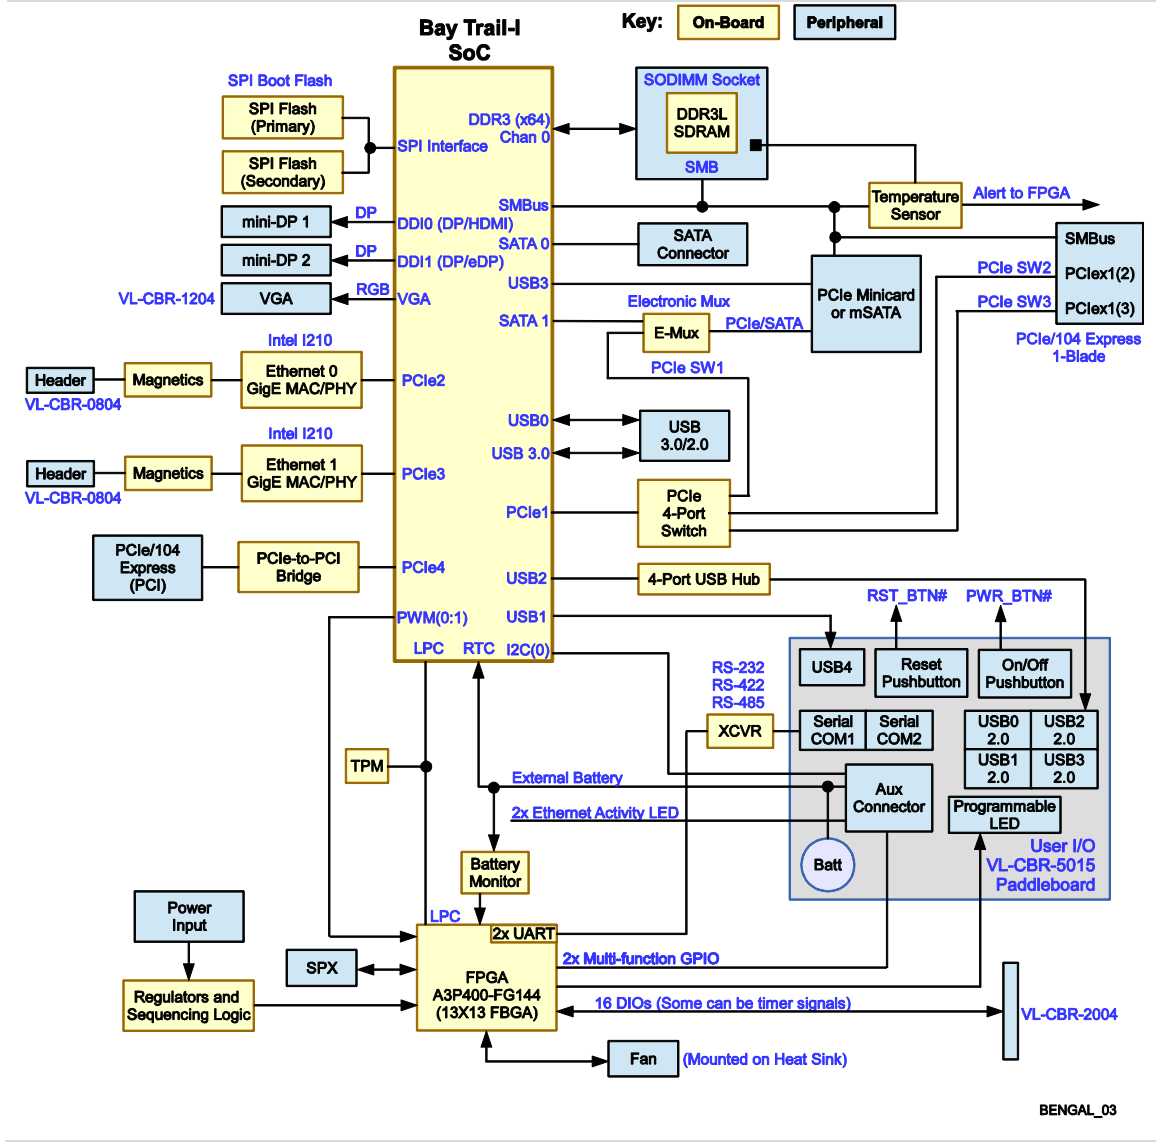 Key:
On-Board
Peripheral
Bay Trail-I
SoC
SPI Boot Flash
SPI Flash
(Primary)
SPI Flash
(Secondary)
SPI Interface
DDR3 (x64)
Chan 0
SODIMM Socket
DDR3L
SDRAM
SMB
SMBus
Temperature
Sensor
Alert to FPGA
mini-DP 1
DP
DDI0 (DP/HDMI)
mini-DP 2
DP
DDI1 (DP/eDP)
VL-CBR-1204
VGA
RGB
VGA
SATA 0
SATA
Connector
USB3
PCIe Minicard
or mSATA
SMBus
PCIe SW2
PCIex1(2)
PCIe SW3
PCIex1(3)
PCIe/104 Express
1-Blade
SATA 1
Electronic Mux
E-Mux
PCIe/SATA
PCIe SW1
Intel I210
Header
VL-CBR-0804
Magnetics
Ethernet 0
GigE MAC/PHY
PCIe2
USB0
USB 3.0
USB
3.0/2.0
Intel I210
Header
VL-CBR-0804
Magnetics
Ethernet 1
GigE MAC/PHY
PCIe3
PCIe1
PCIe
4-Port
Switch
PCIe/104
Express
(PCI)
PCIe-to-PCI
Bridge
PCIe4
USB2
4-Port USB Hub
PWM(0:1)
USB1
LPC
RTC
I2C(0)
RST_BTN#
PWR_BTN#
USB4
Reset
Pushbutton
On/Off
Pushbutton
RS-232
RS-422
RS-485
XCVR
Serial
COM1
Serial
COM2
USB0
2.0
USB2
2.0
USB1
2.0
USB3
2.0
TPM
External Battery
2x Ethernet Activity LED
Aux
Connector
Programmable
LED
Batt
User I/O
VL-CBR-5015
Paddleboard
Battery
Monitor
Power
Input
LPC
2x UART
2x Multi-function GPIO
SPX
FPGA
A3P400-FG144
(13X13 FBGA)
Regulators and
Sequencing Logic
16 DIOs (Some can be timer signals)
VL-CBR-2004
Fan
(Mounted on Heat Sink)
BENGAL_03